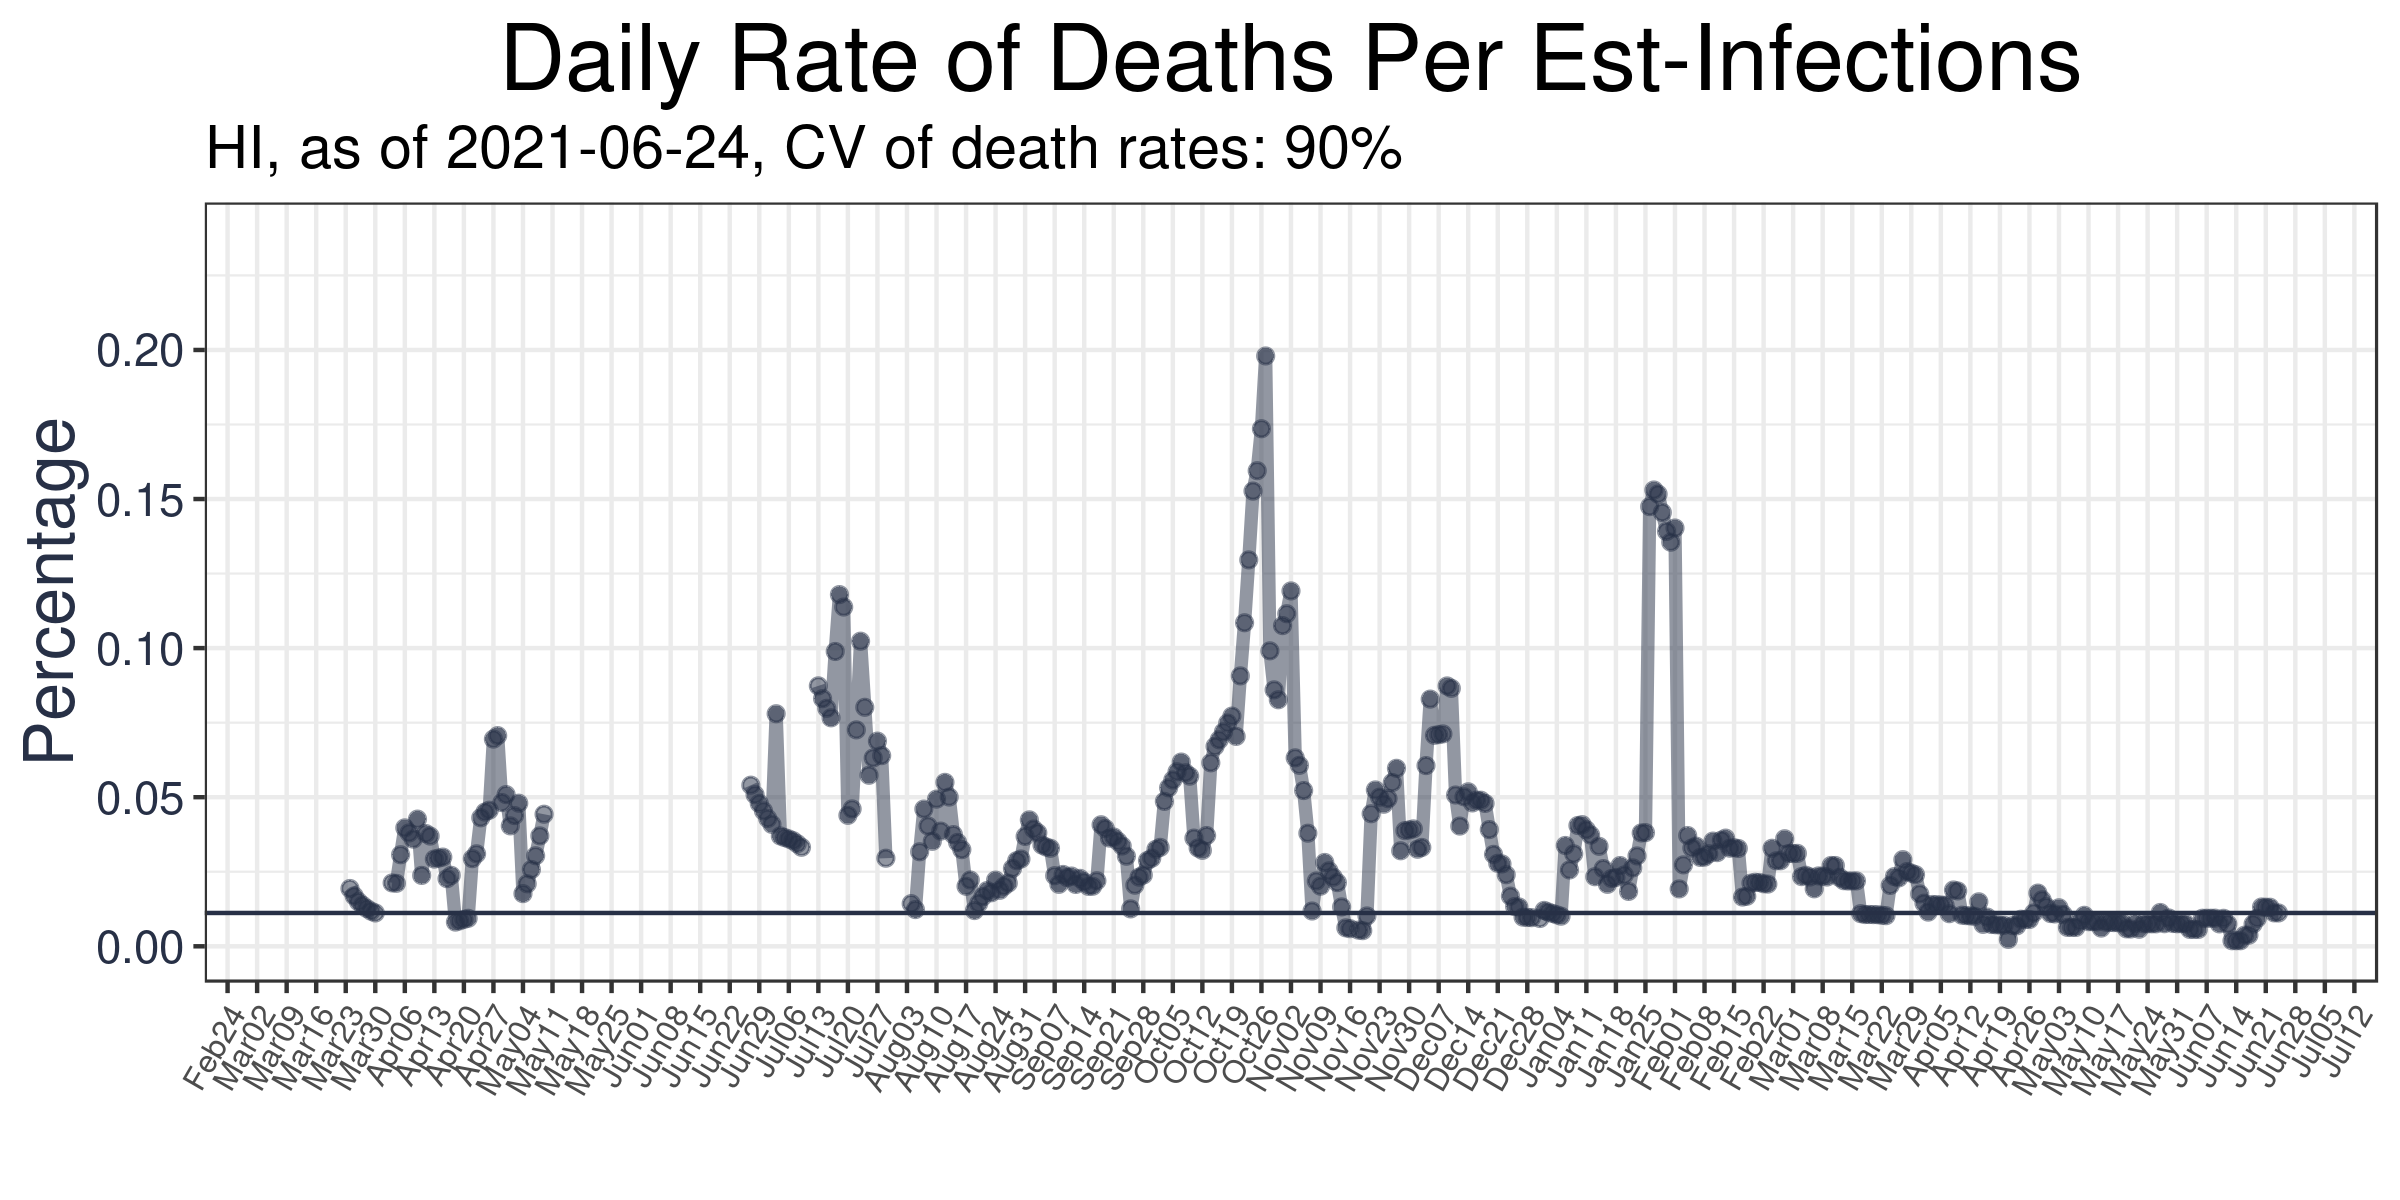 Daily Rate of Deaths Per Est-Infections
HI, as of 2021-06-24, CV of death rates: 90%
Percentage
0.20
0.15
0.10
0.05
0.00
Feb24
Mar02
Mar09
Mar16
Mar23
Mar30
Apr06
Apr13
Apr20
Apr27
May04
May11
May18
May25
Jun01
Jun08
Jun15
Jun22
Jun29
Jul06
Jul13
Jul20
Jul27
Aug03
Aug10
Aug17
Aug24
Aug31
Sep07
Sep14
Sep21
Sep28
Oct05
Oct12
Oct19
Oct26
Nov02
Nov09
Nov16
Nov23
Nov30
Dec07
Dec14
Dec21
Dec28
Jan04
Jan11
Jan18
Jan25
Feb01
Feb08
Feb15
Feb22
Mar01
Mar08
Mar15
Mar22
Mar29
Apr05
Apr12
Apr19
Apr26
May03
May10
May17
May24
May31
Jun07
Jun14
Jun21
Jun28
Jul05
Jul12